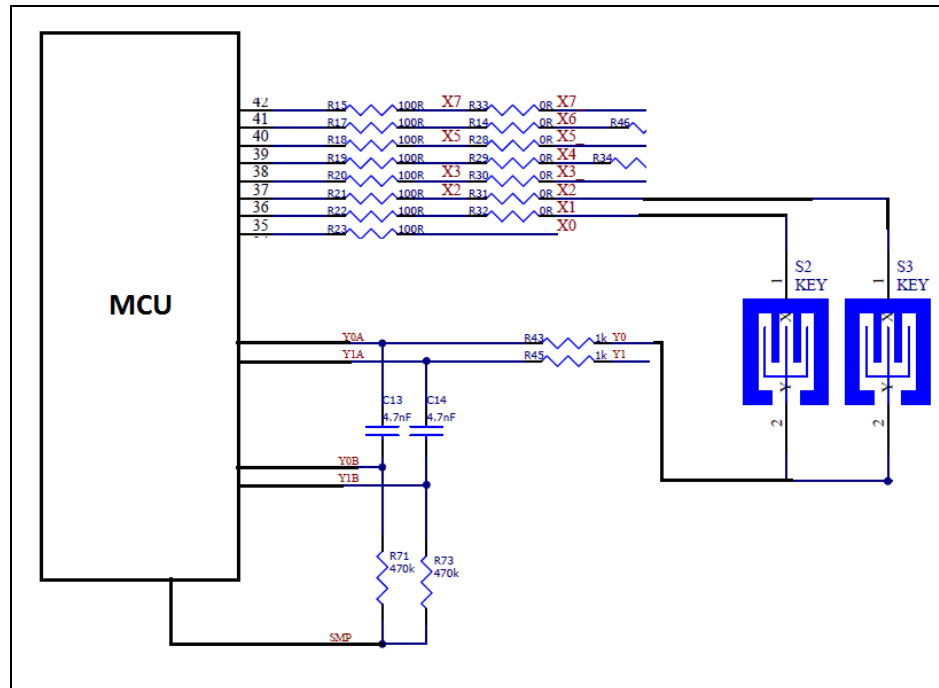 42 R15 100R X7 R33 0R X7
41 R17 100R R14 0R X6 R46
40 R18 100R X5 R28 0R X5_
39 R19 100R R29 0R X4 R34
38 R20 100R X3 R30 0R X3_
37 R21 100R X2 R31 0R X2
36 R22 100R R32 0R X1
35 R23 100R X0
MCU
S2 S3
KEY KEY
1 1
X X
Y Y
2 2
Y0A R43 1k Y0
Y1A R45 1k Y1
C13 C14
4.7nF 4.7nF
Y0B
Y1B
R71 R73
470k 470k
SMP